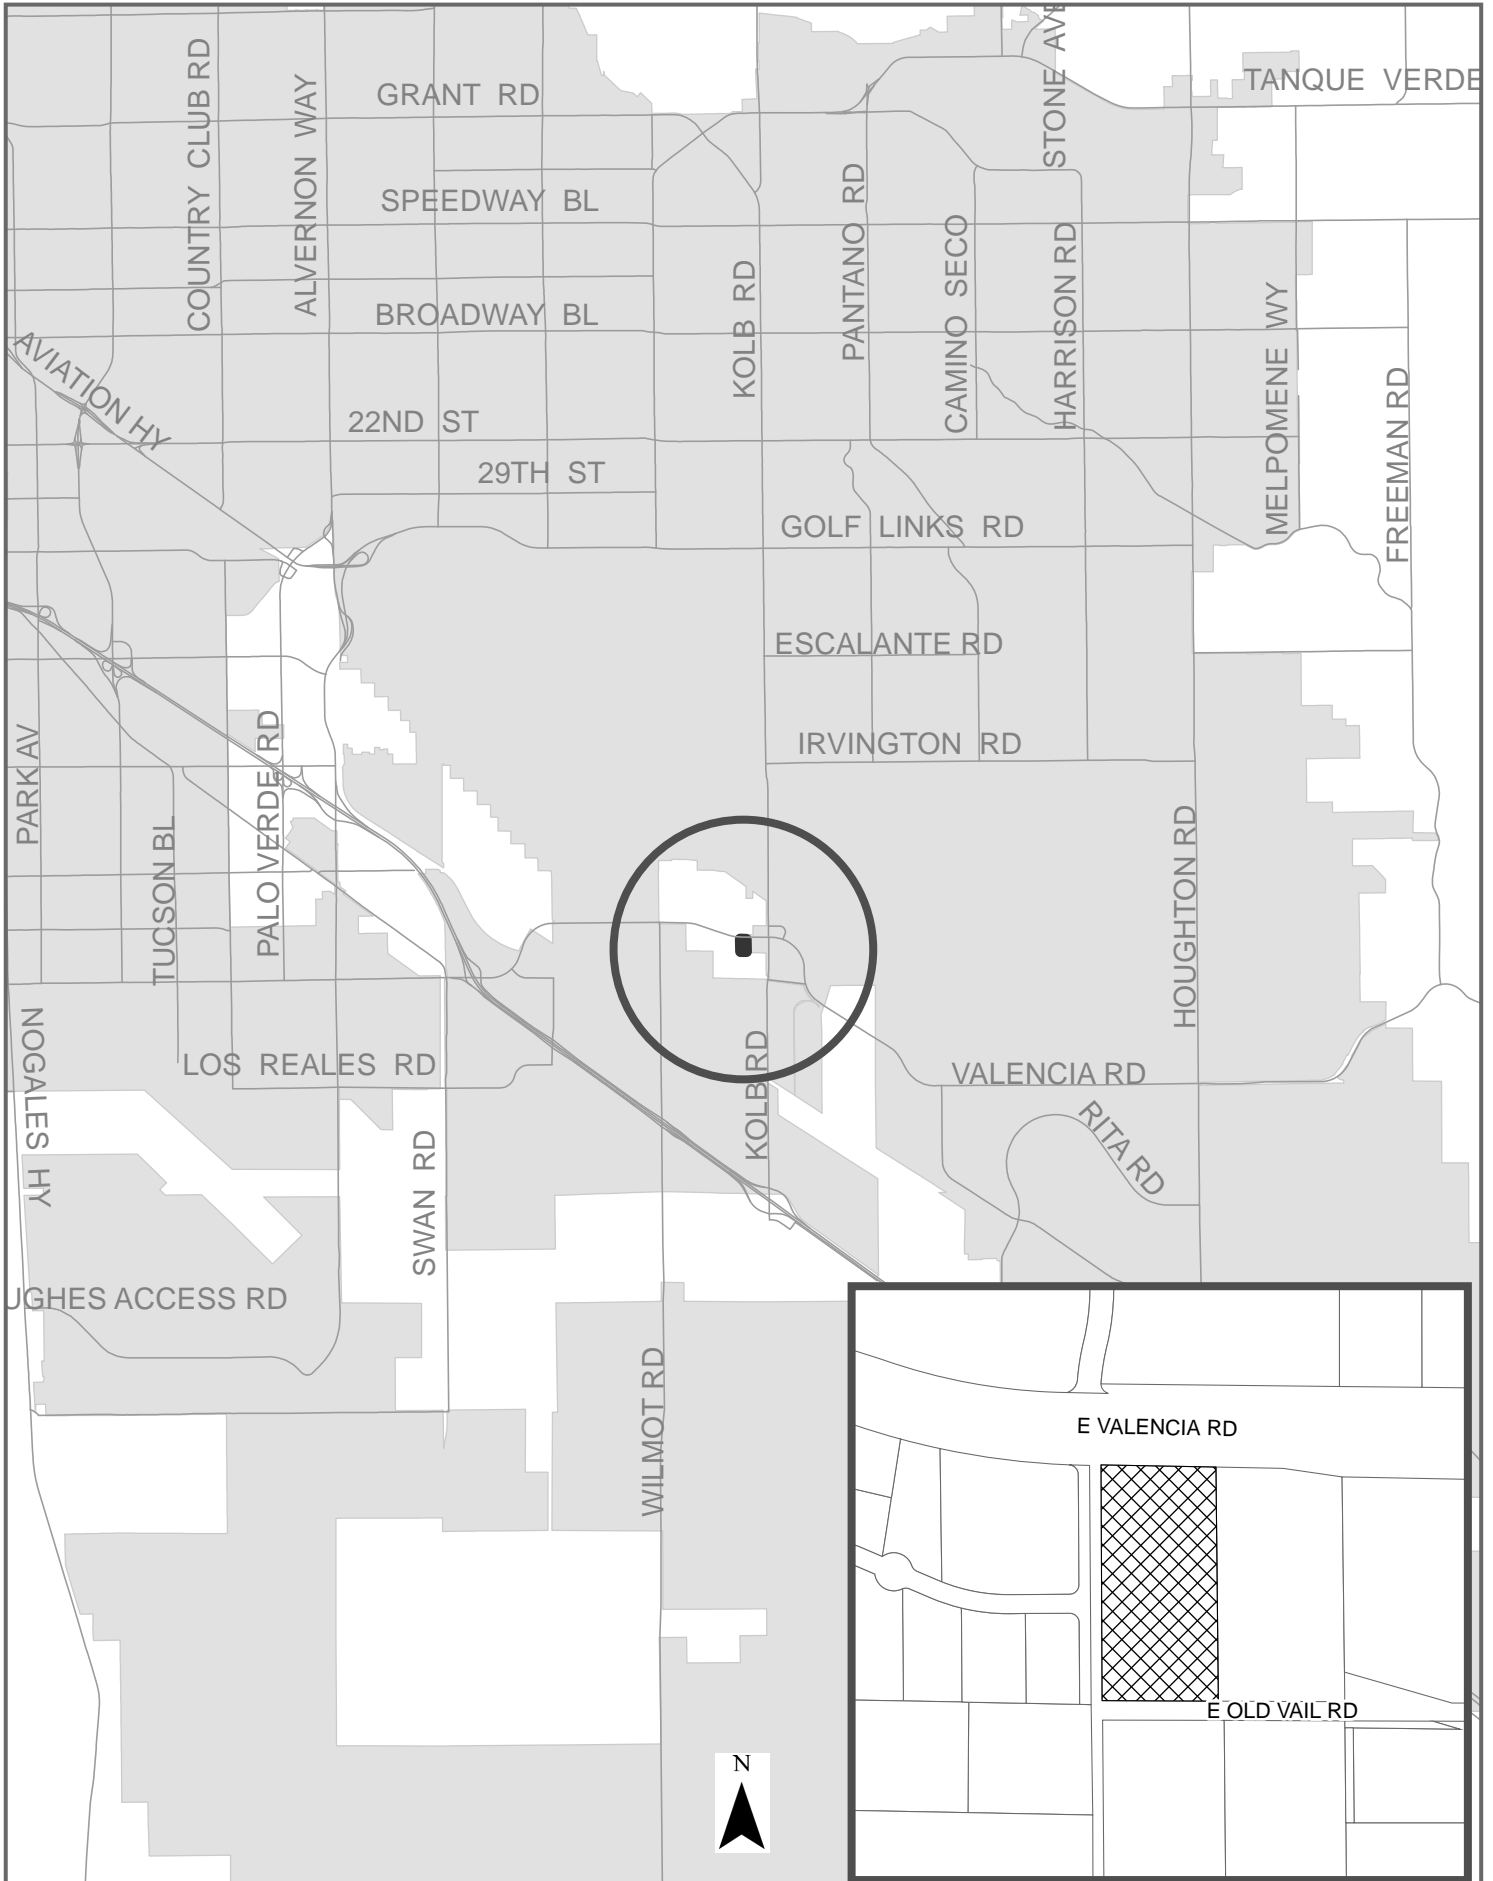 STONE AVE
TANQUE VERDE
GRANT RD
COUNTRY CLUB RD
ALVERNON WAY
SPEEDWAY BL
PANTANO RD
CAMINO SECO
HARRISON RD
KOLB RD
BROADWAY BL
MELPOMENE WY
FREEMAN RD
AVIATION HY
22ND ST
29TH ST
GOLF LINKS RD
ESCALANTE RD
IRVINGTON RD
PARK AV
PALO VERDE RD
TUCSON BL
HOUGHTON RD
NOGALES HY
LOS REALES RD
KOLB RD
VALENCIA RD
RITA RD
SWAN RD
UGHES ACCESS RD
WILMOT RD
E VALENCIA RD
E OLD VAIL RD
N